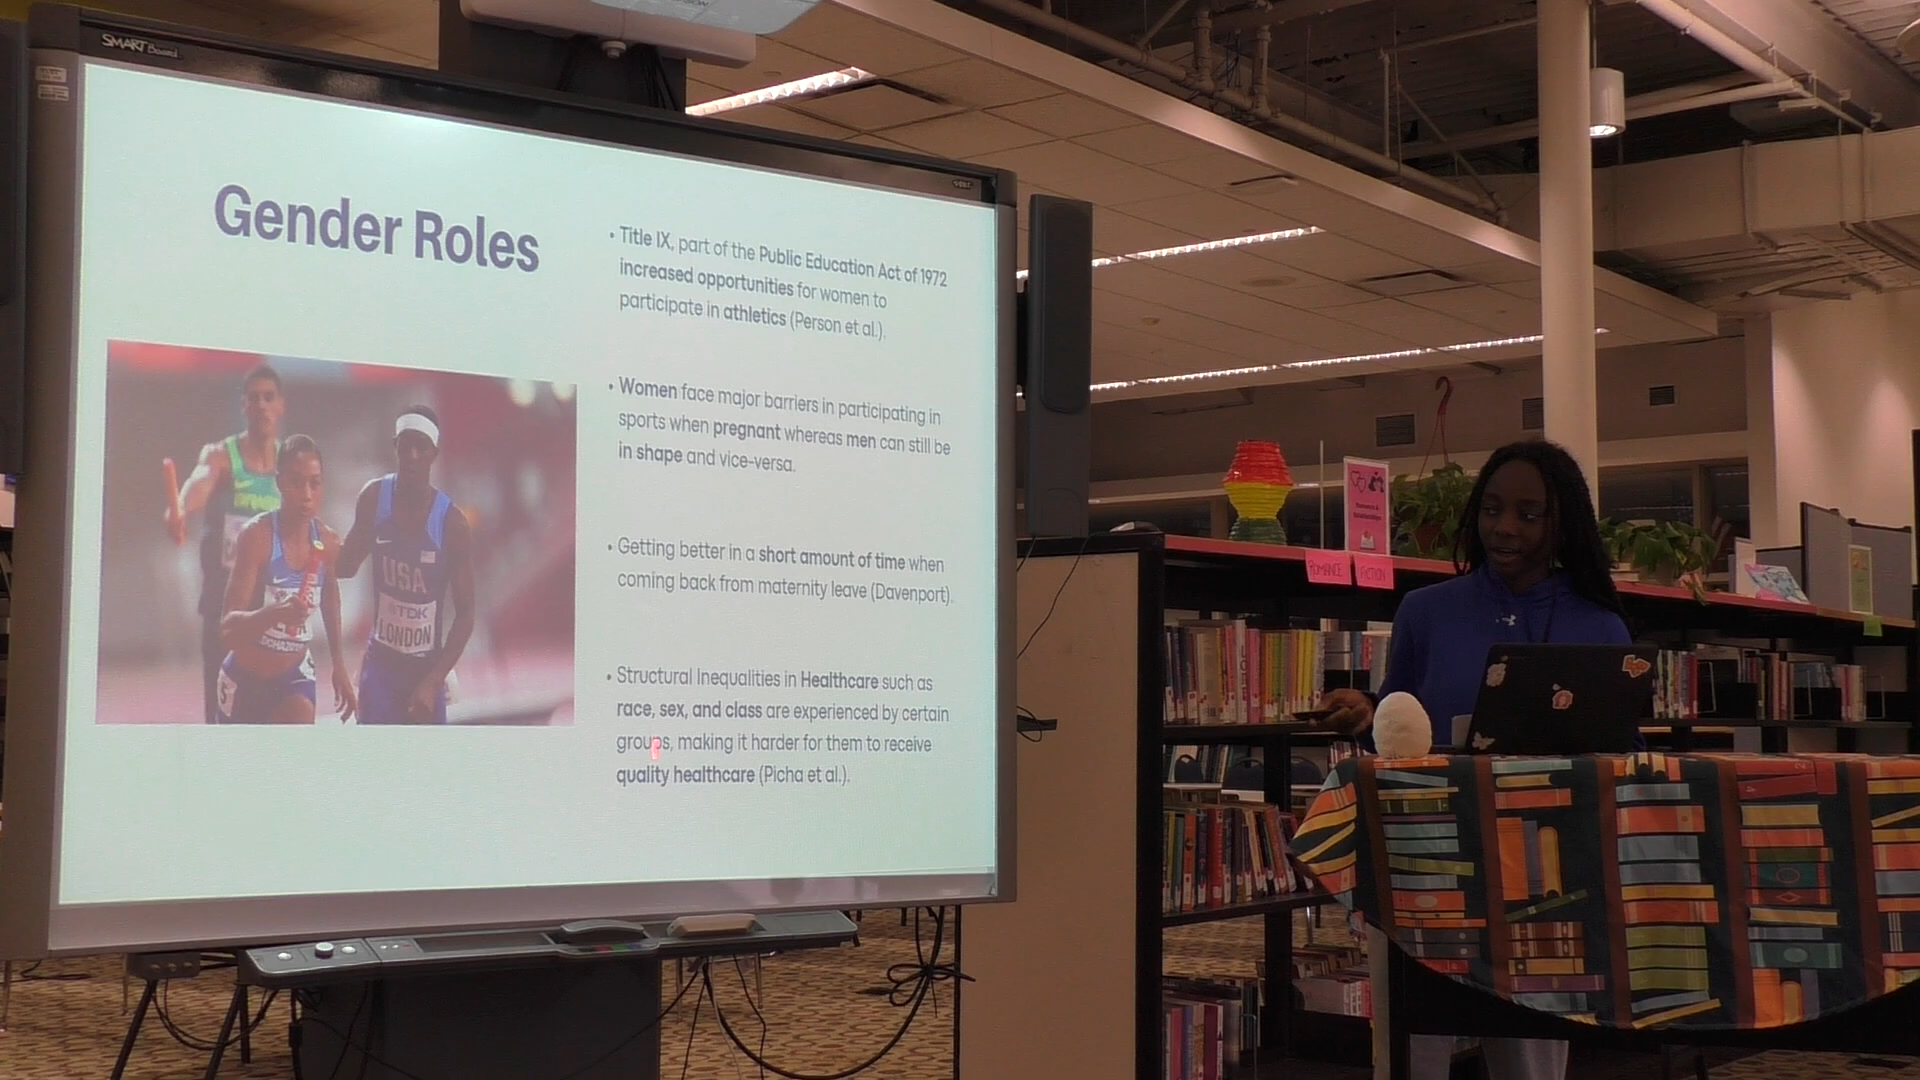 SMART Board
Gender Roles
• Title IX, part of the Public Education Act of 1972
increased opportunities for women to
participate in athletics (Person et al.).
• Women face major barriers in participating in
sports when pregnant whereas men can still be
in shape and vice-versa.
• Getting better in a short amount of time when
coming back from maternity leave (Davenport).
• Structural Inequalities in Healthcare such as
race, sex, and class are experienced by certain
groups, making it harder for them to receive
quality healthcare (Picha et al.).
USA
TDK
LONDON
DOHA
Romance &
Relationships
ROMANCE
FICTION